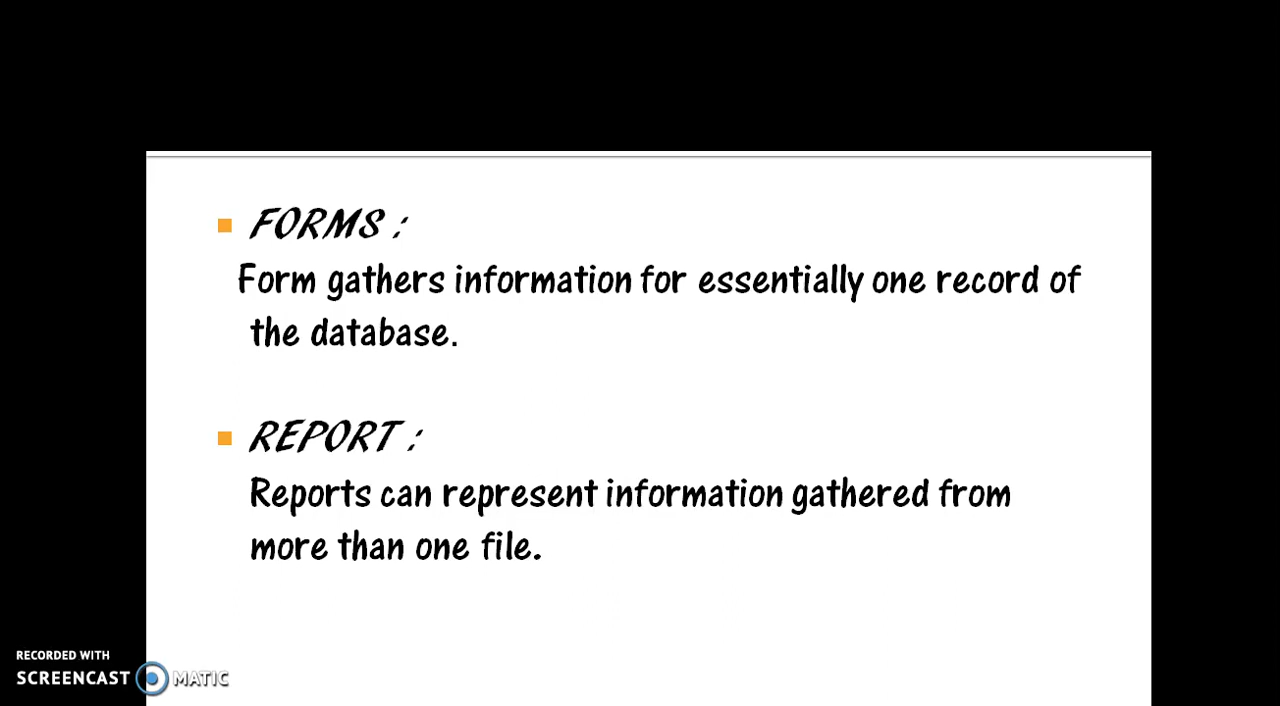 FORMS :
Form gathers information for essentially one record of
the database.
REPORT :
Reports can represent information gathered from
more than one file.
RECORDED WITH
SCREENCAST MATIC